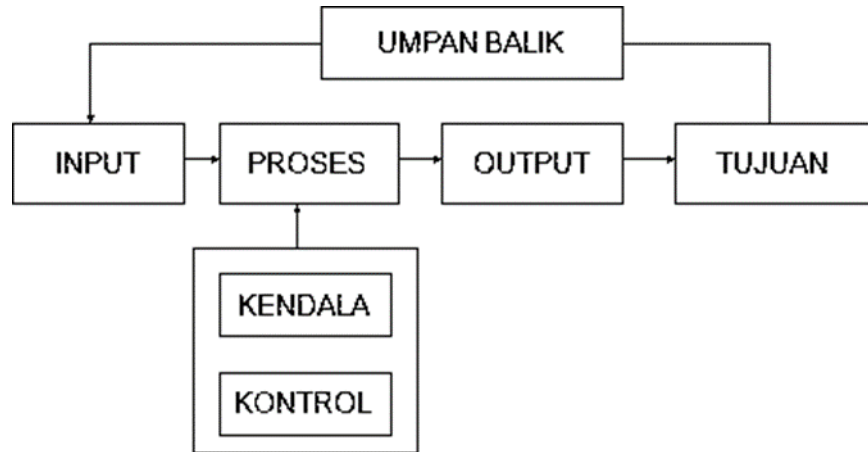 UMPAN BALIK
INPUT
PROSES
OUTPUT
TUJUAN
KENDALA
KONTROL